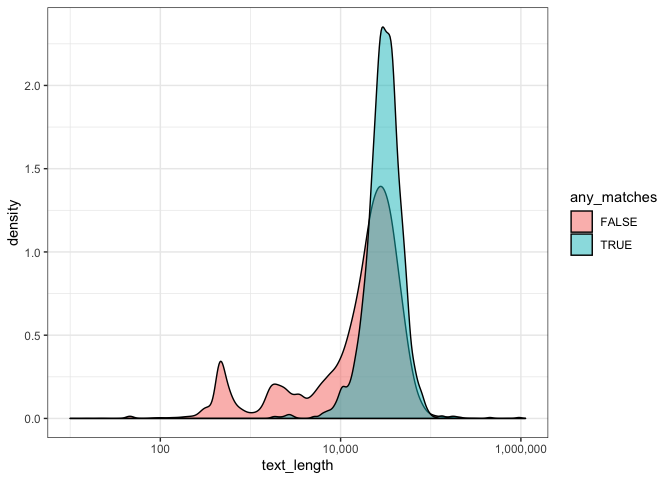 2.0
1.5
1.0
0.5
0.0
density
100
10,000
1,000,000
text_length
any_matches
FALSE
TRUE